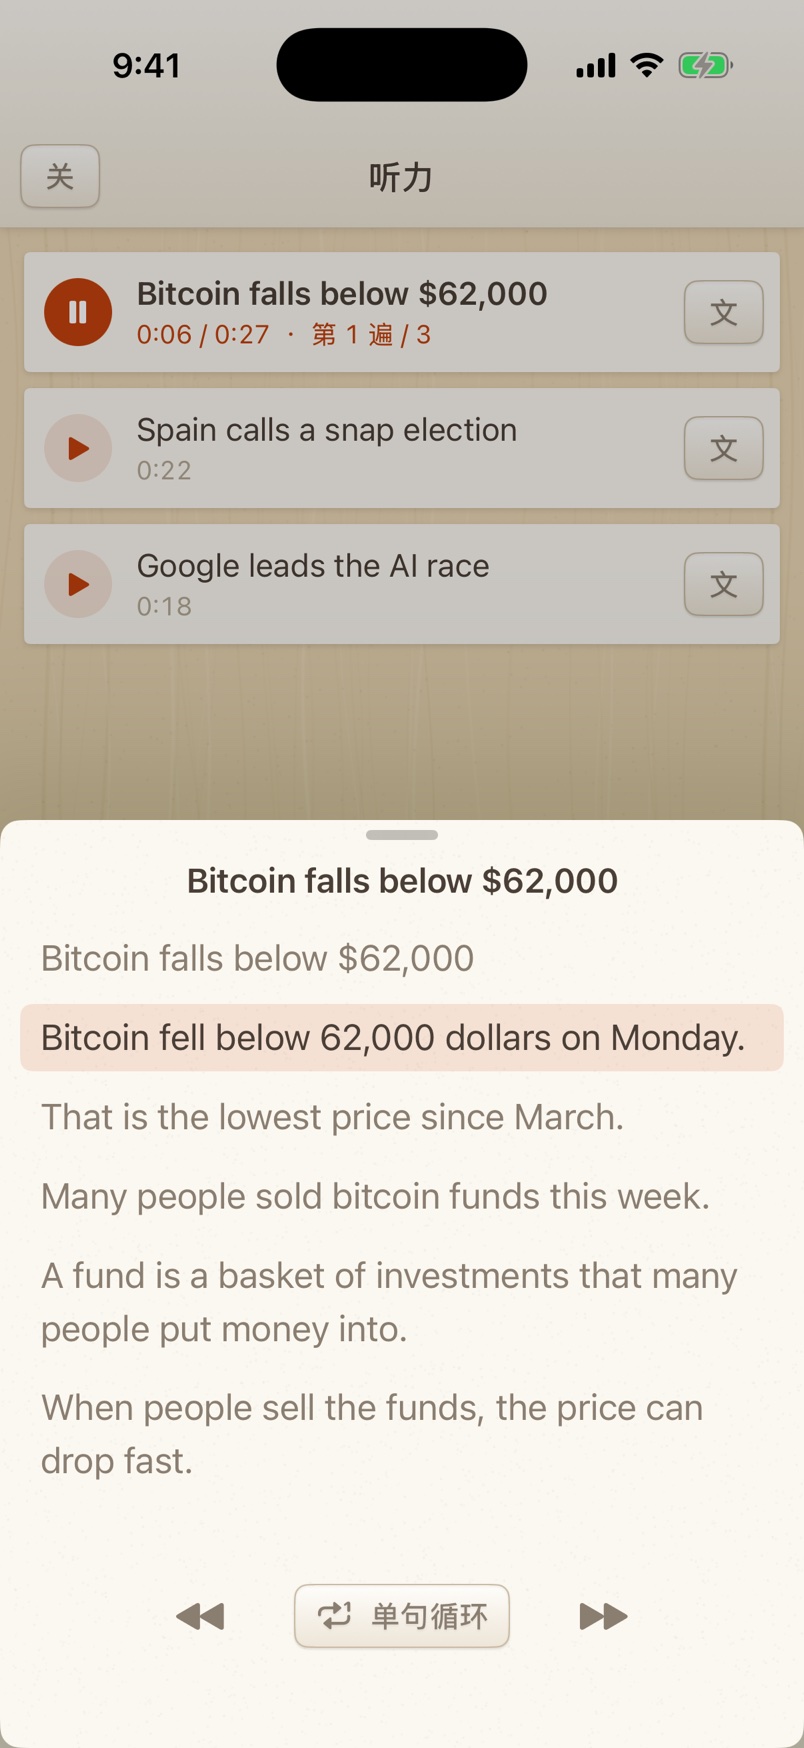 9:41
关
听力
Bitcoin falls below $62,000
0:06 / 0:27 · 第 1 遍 / 3
文
Spain calls a snap election
0:22
文
Google leads the AI race
0:18
文
Bitcoin falls below $62,000
Bitcoin falls below $62,000
Bitcoin fell below 62,000 dollars on Monday.
That is the lowest price since March.
Many people sold bitcoin funds this week.
A fund is a basket of investments that many
people put money into.
When people sell the funds, the price can
drop fast.
单句循环